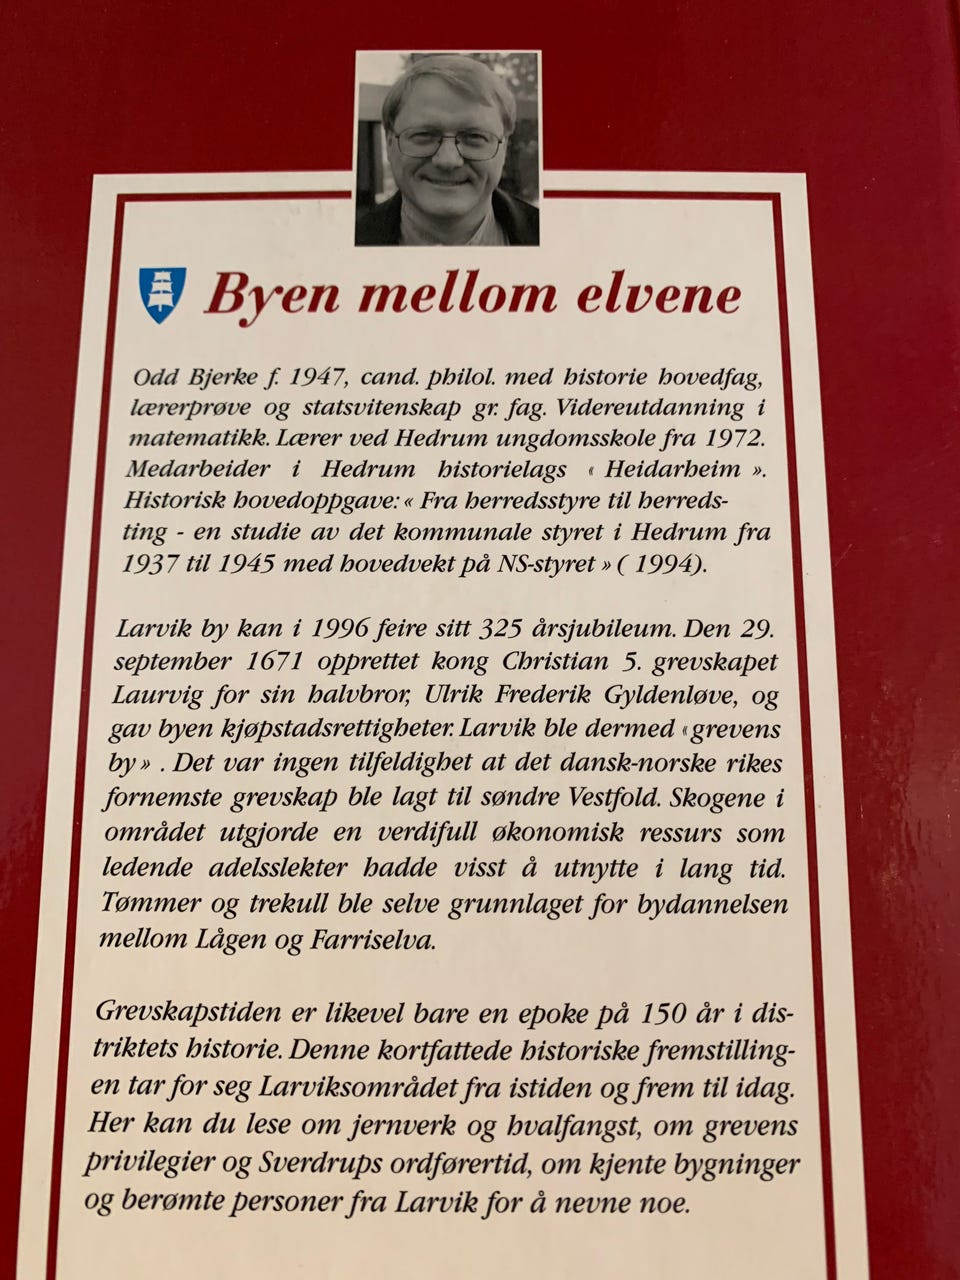 Byen mellom elvene
Odd Bjerke f. 1947, cand. philol. med historie hovedfag,
lærerprøve og statsvitenskap gr. fag. Videreutdanning i
matematikk. Lærer ved Hedrum ungdomsskole fra 1972.
Medarbeider i Hedrum historielags « Heidarheim ».
Historisk hovedoppgave: « Fra herredsstyre til herreds-
ting - en studie av det kommunale styret i Hedrum fra
1937 til 1945 med hovedvekt på NS-styret » ( 1994).
Larvik by kan i 1996 feire sitt 325 årsjubileum. Den 29.
september 1671 opprettet kong Christian 5. grevskapet
Laurvig for sin halvbror, Ulrik Frederik Gyldenløve, og
gav byen kjøpstadsrettigheter. Larvik ble dermed «grevens
by» . Det var ingen tilfeldighet at det dansk-norske rikes
fornemste grevskap ble lagt til søndre Vestfold. Skogene i
området utgjorde en verdifull økonomisk ressurs som
ledende adelsslekter hadde visst å utnytte i lang tid.
Tømmer og trekull ble selve grunnlaget for bydannelsen
mellom Lågen og Farriselva.
Grevskapstiden er likevel bare en epoke på 150 år i dis-
triktets historie. Denne kortfattede historiske fremstilling-
en tar for seg Larviksområdet fra istiden og frem til idag.
Her kan du lese om jernverk og hvalfangst, om grevens
privilegier og Sverdrups ordførertid, om kjente bygninger
og berømte personer fra Larvik for å nevne noe.